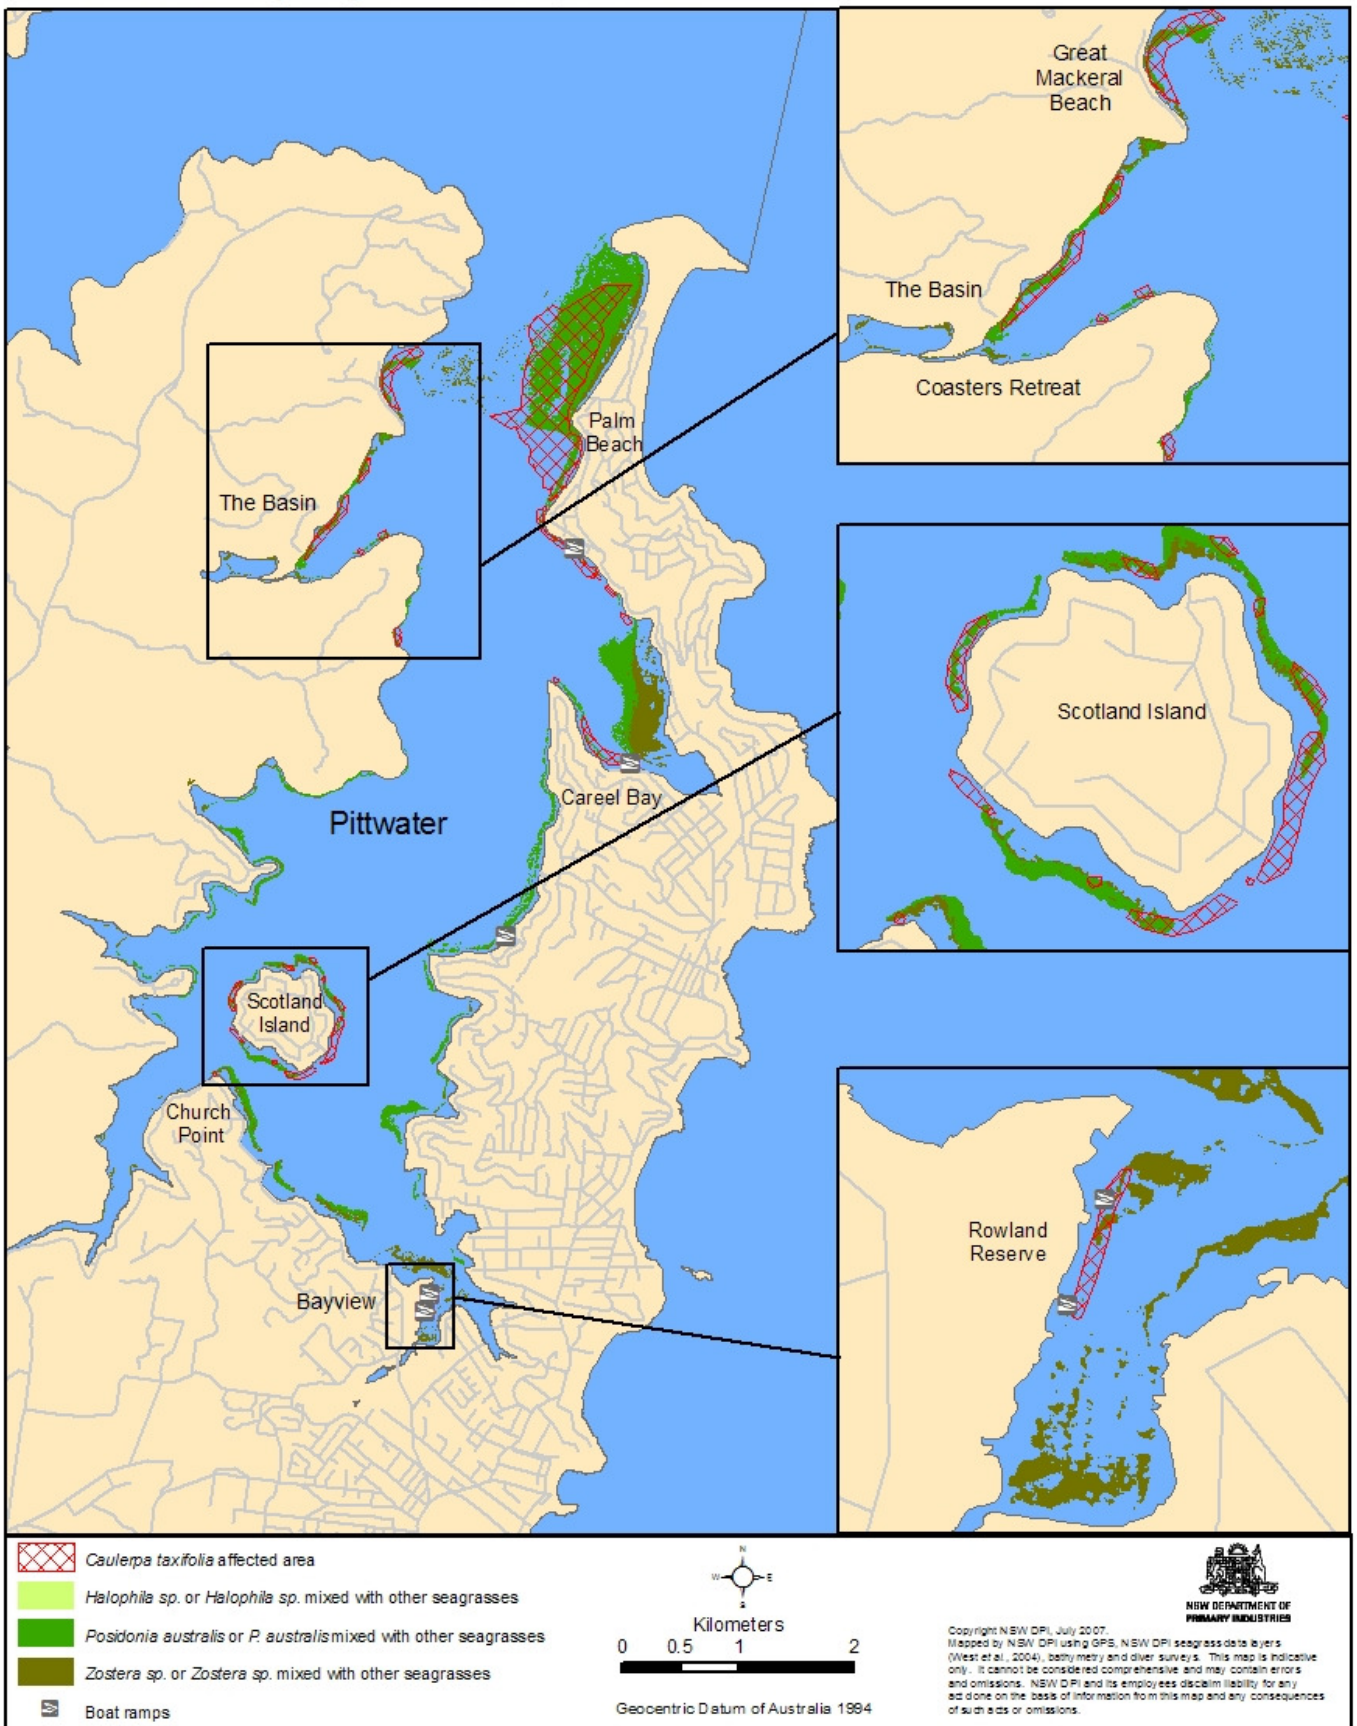 Great
Mackeral
Beach
The Basin
Coasters Retreat
Palm
Beach
The Basin
Scotland Island
Careel Bay
Pittwater
Scotland
Island
Church
Point
Rowland
Reserve
Bayview
Caulerpa taxifolia affected area
Halophila sp. or Halophila sp. mixed with other seagrasses
Posidonia australis or P. australis mixed with other seagrasses
Zostera sp. or Zostera sp. mixed with other seagrasses
Boat ramps
N
W E
S
Kilometers
0 0.5 1 2
Geocentric Datum of Australia 1994
NSW DEPARTMENT OF
PRIMARY INDUSTRIES
Copyright NSW DPI, July 2007.
Mapped by NSW DPI using GPS, NSW DPI seagrass data layers
(West et al., 2004), bathymetry and diver surveys. This map is indicative
only. It cannot be considered comprehensive and may contain errors
and omissions. NSW DPI and its employees disclaim liability for any
act done on the basis of information from this map and any consequences
of such acts or omissions.